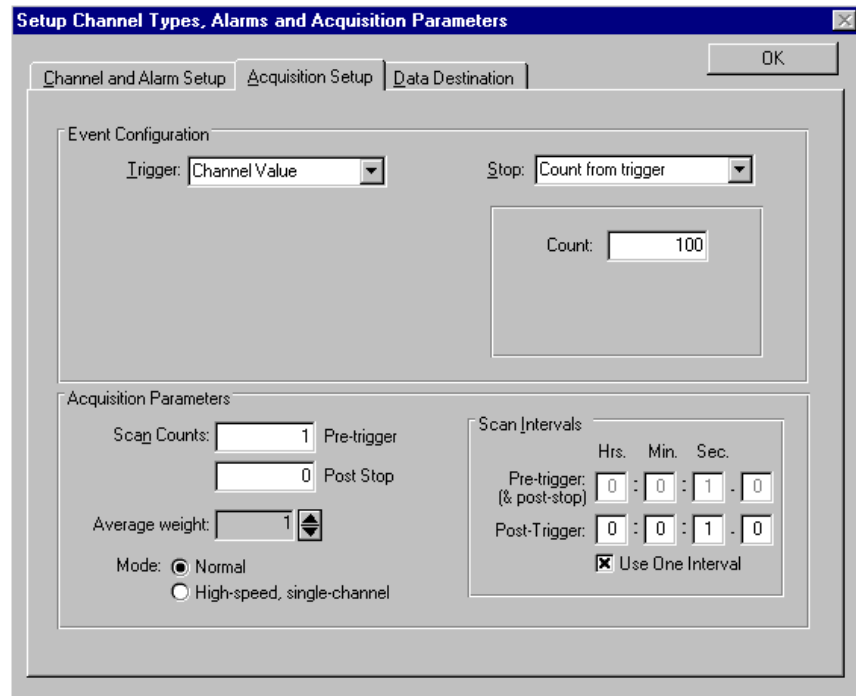 Setup Channel Types, Alarms and Acquisition Parameters
OK
Channel and Alarm Setup
Acquisition Setup
Data Destination
Event Configuration
Trigger: Channel Value
Stop: Count from trigger
Count: 100
Acquisition Parameters
Scan Counts: 1 Pre-trigger
0 Post Stop
Average weight: 1
Mode: Normal
High-speed, single-channel
Scan Intervals
Hrs. Min. Sec.
Pre-trigger: 0 : 0 : 1 . 0
(& post-stop)
Post-Trigger: 0 : 0 : 1 . 0
Use One Interval